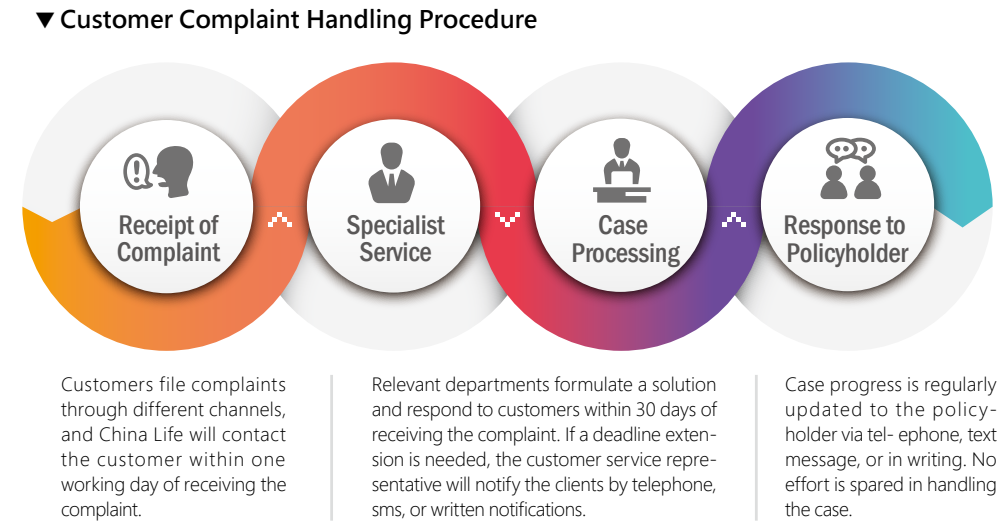 ▼ Customer Complaint Handling Procedure
Receipt of
Complaint
Specialist
Service
Case
Processing
Response to
Policyholder
Customers file complaints
through different channels,
and China Life will contact
the customer within one
working day of receiving the
complaint.
Relevant departments formulate a solution
and respond to customers within 30 days of
receiving the complaint. If a deadline exten-
sion is needed, the customer service repre-
sentative will notify the clients by telephone,
sms, or written notifications.
Case progress is regularly
updated to the policy-
holder via tel- ephone, text
message, or in writing. No
effort is spared in handling
the case.